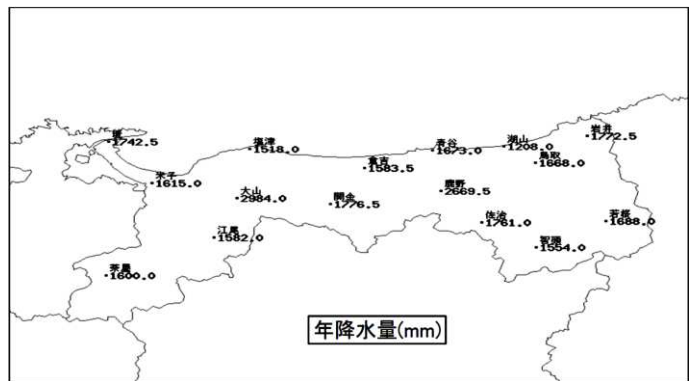 境
1742.5
米子
1615.0
塩津
1518.0
大山
2984.0
江尾
1582.0
茶屋
1600.0
倉吉
1583.5
関金
1776.5
青谷
1673.0
鹿野
2669.5
湖山
1208.0
鳥取
1668.0
岩井
1772.5
佐治
1761.0
智頭
1554.0
若桜
1688.0
年降水量(mm)